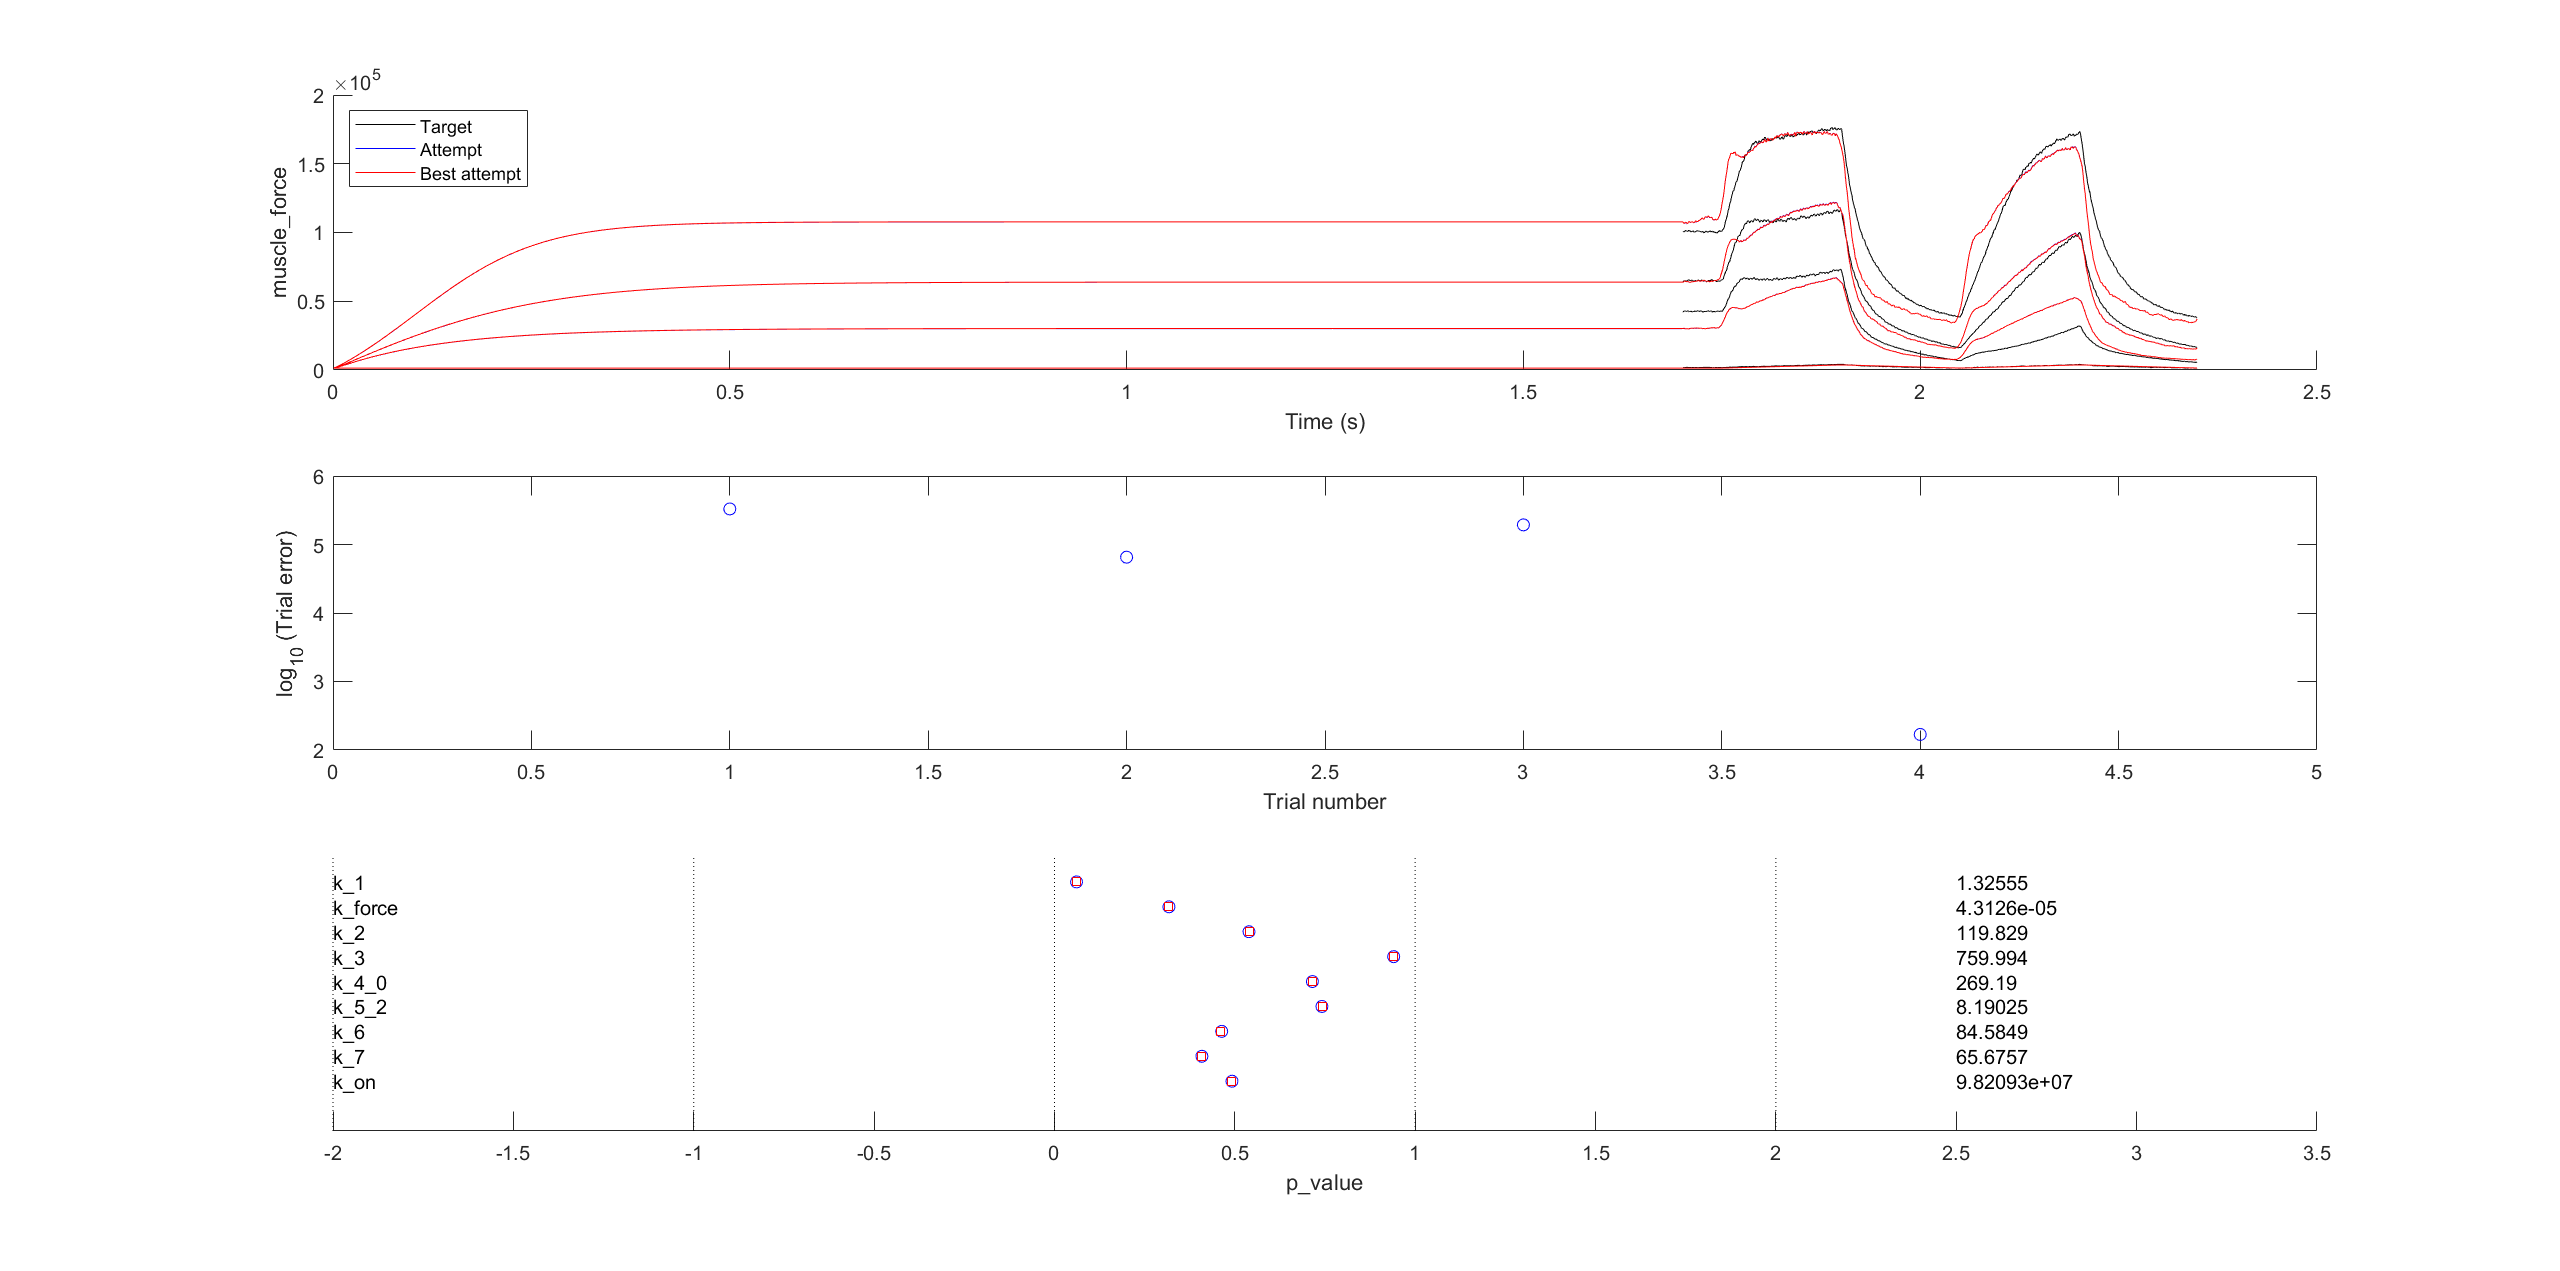 ×10^5
2
1.5
1
0.5
0
muscle_force
Target
Attempt
Best attempt
0 0.5 1 1.5 2 2.5
Time (s)
6
5
4
3
2
log_10 (Trial error)
0 0.5 1 1.5 2 2.5 3 3.5 4 4.5 5
Trial number
k_1 1.32555
k_force 4.3126e-05
k_2 119.829
k_3 759.994
k_4_0 269.19
k_5_2 8.19025
k_6 84.5849
k_7 65.6757
k_on 9.82093e+07
-2 -1.5 -1 -0.5 0 0.5 1 1.5 2 2.5 3 3.5
p_value